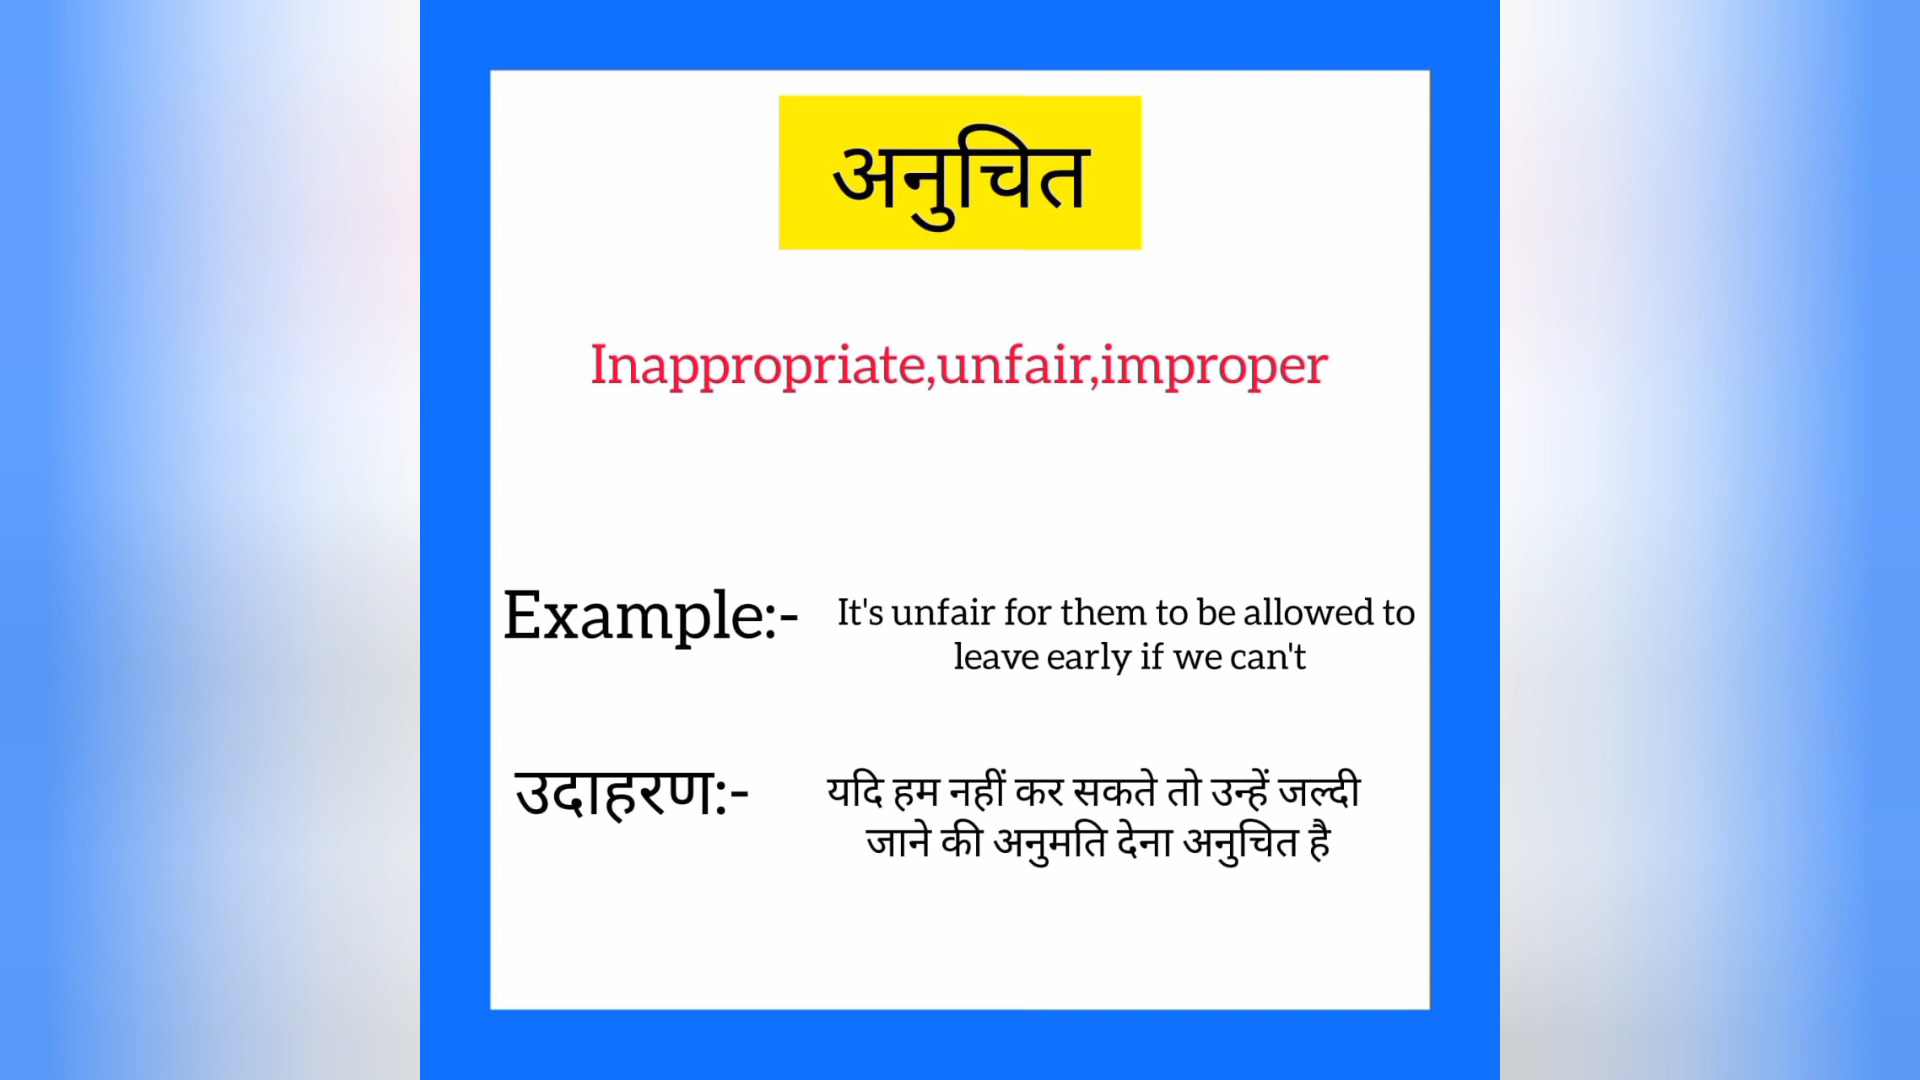 अनुचित
Inappropriate,unfair,improper
Example:- It's unfair for them to be allowed to
leave early if we can't
उदाहरण:- यदि हम नहीं कर सकते तो उन्हें जल्दी
जाने की अनुमति देना अनुचित है